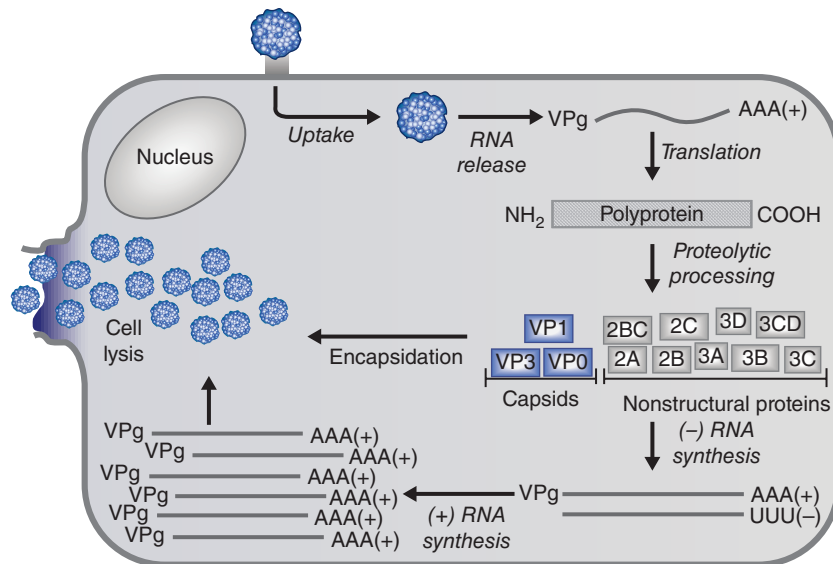 Uptake
RNA
release
VPg
AAA(+)
Nucleus
Translation
NH₂
Polyprotein
COOH
Proteolytic
processing
VP1
VP3
VP0
Capsids
2BC
2C
3D
3CD
2A
2B
3A
3B
3C
Nonstructural proteins
Encapsidation
Cell
lysis
(–) RNA
synthesis
VPg
AAA(+)
UUU(–)
(+) RNA
synthesis
VPg
AAA(+)
VPg
AAA(+)
VPg
AAA(+)
VPg
AAA(+)
VPg
AAA(+)
VPg
AAA(+)